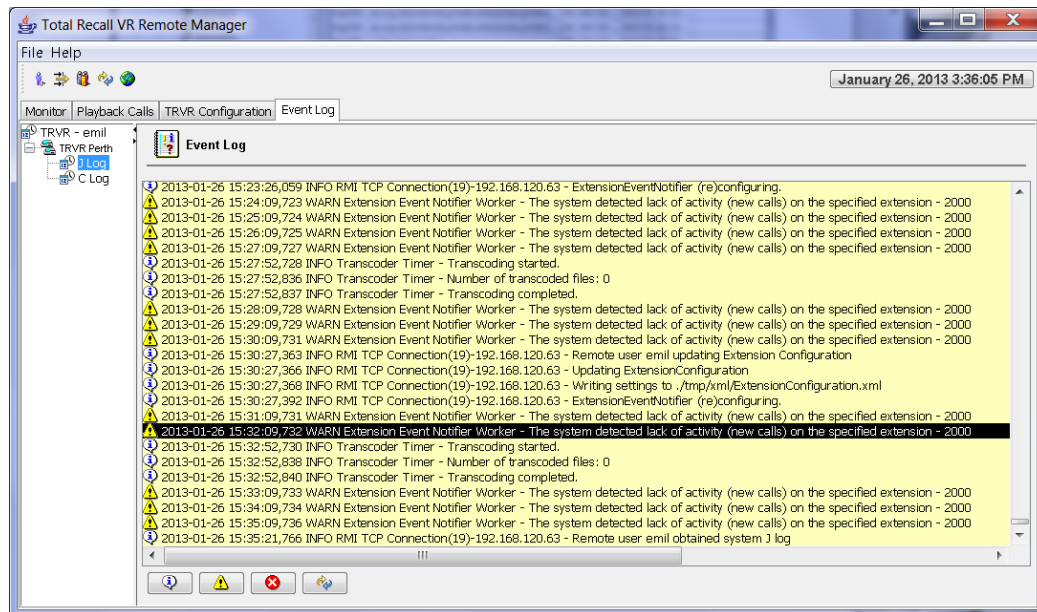 Total Recall VR Remote Manager
File Help
January 26, 2013 3:36:05 PM
Monitor Playback Calls TRVR Configuration Event Log
TRVR - emil
TRVR Perth
J Log
C Log
Event Log
2013-01-26 15:23:26,059 INFO RMI TCP Connection(19)-192.168.120.63 - ExtensionEventNotifier (re)configuring.
2013-01-26 15:24:09,723 WARN Extension Event Notifier Worker - The system detected lack of activity (new calls) on the specified extension - 2000
2013-01-26 15:25:09,724 WARN Extension Event Notifier Worker - The system detected lack of activity (new calls) on the specified extension - 2000
2013-01-26 15:26:09,725 WARN Extension Event Notifier Worker - The system detected lack of activity (new calls) on the specified extension - 2000
2013-01-26 15:27:09,727 WARN Extension Event Notifier Worker - The system detected lack of activity (new calls) on the specified extension - 2000
2013-01-26 15:27:52,728 INFO Transcoder Timer - Transcoding started.
2013-01-26 15:27:52,836 INFO Transcoder Timer - Number of transcoded files: 0
2013-01-26 15:27:52,837 INFO Transcoder Timer - Transcoding completed.
2013-01-26 15:28:09,728 WARN Extension Event Notifier Worker - The system detected lack of activity (new calls) on the specified extension - 2000
2013-01-26 15:29:09,729 WARN Extension Event Notifier Worker - The system detected lack of activity (new calls) on the specified extension - 2000
2013-01-26 15:30:09,731 WARN Extension Event Notifier Worker - The system detected lack of activity (new calls) on the specified extension - 2000
2013-01-26 15:30:27,363 INFO RMI TCP Connection(19)-192.168.120.63 - Remote user emil updating Extension Configuration
2013-01-26 15:30:27,366 INFO RMI TCP Connection(19)-192.168.120.63 - Updating ExtensionConfiguration
2013-01-26 15:30:27,368 INFO RMI TCP Connection(19)-192.168.120.63 - Writing settings to ./tmp/xml/ExtensionConfiguration.xml
2013-01-26 15:30:27,392 INFO RMI TCP Connection(19)-192.168.120.63 - ExtensionEventNotifier (re)configuring.
2013-01-26 15:31:09,731 WARN Extension Event Notifier Worker - The system detected lack of activity (new calls) on the specified extension - 2000
2013-01-26 15:32:09,732 WARN Extension Event Notifier Worker - The system detected lack of activity (new calls) on the specified extension - 2000
2013-01-26 15:32:52,730 INFO Transcoder Timer - Transcoding started.
2013-01-26 15:32:52,838 INFO Transcoder Timer - Number of transcoded files: 0
2013-01-26 15:32:52,840 INFO Transcoder Timer - Transcoding completed.
2013-01-26 15:33:09,733 WARN Extension Event Notifier Worker - The system detected lack of activity (new calls) on the specified extension - 2000
2013-01-26 15:34:09,734 WARN Extension Event Notifier Worker - The system detected lack of activity (new calls) on the specified extension - 2000
2013-01-26 15:35:09,736 WARN Extension Event Notifier Worker - The system detected lack of activity (new calls) on the specified extension - 2000
2013-01-26 15:35:21,766 INFO RMI TCP Connection(19)-192.168.120.63 - Remote user emil obtained system J log